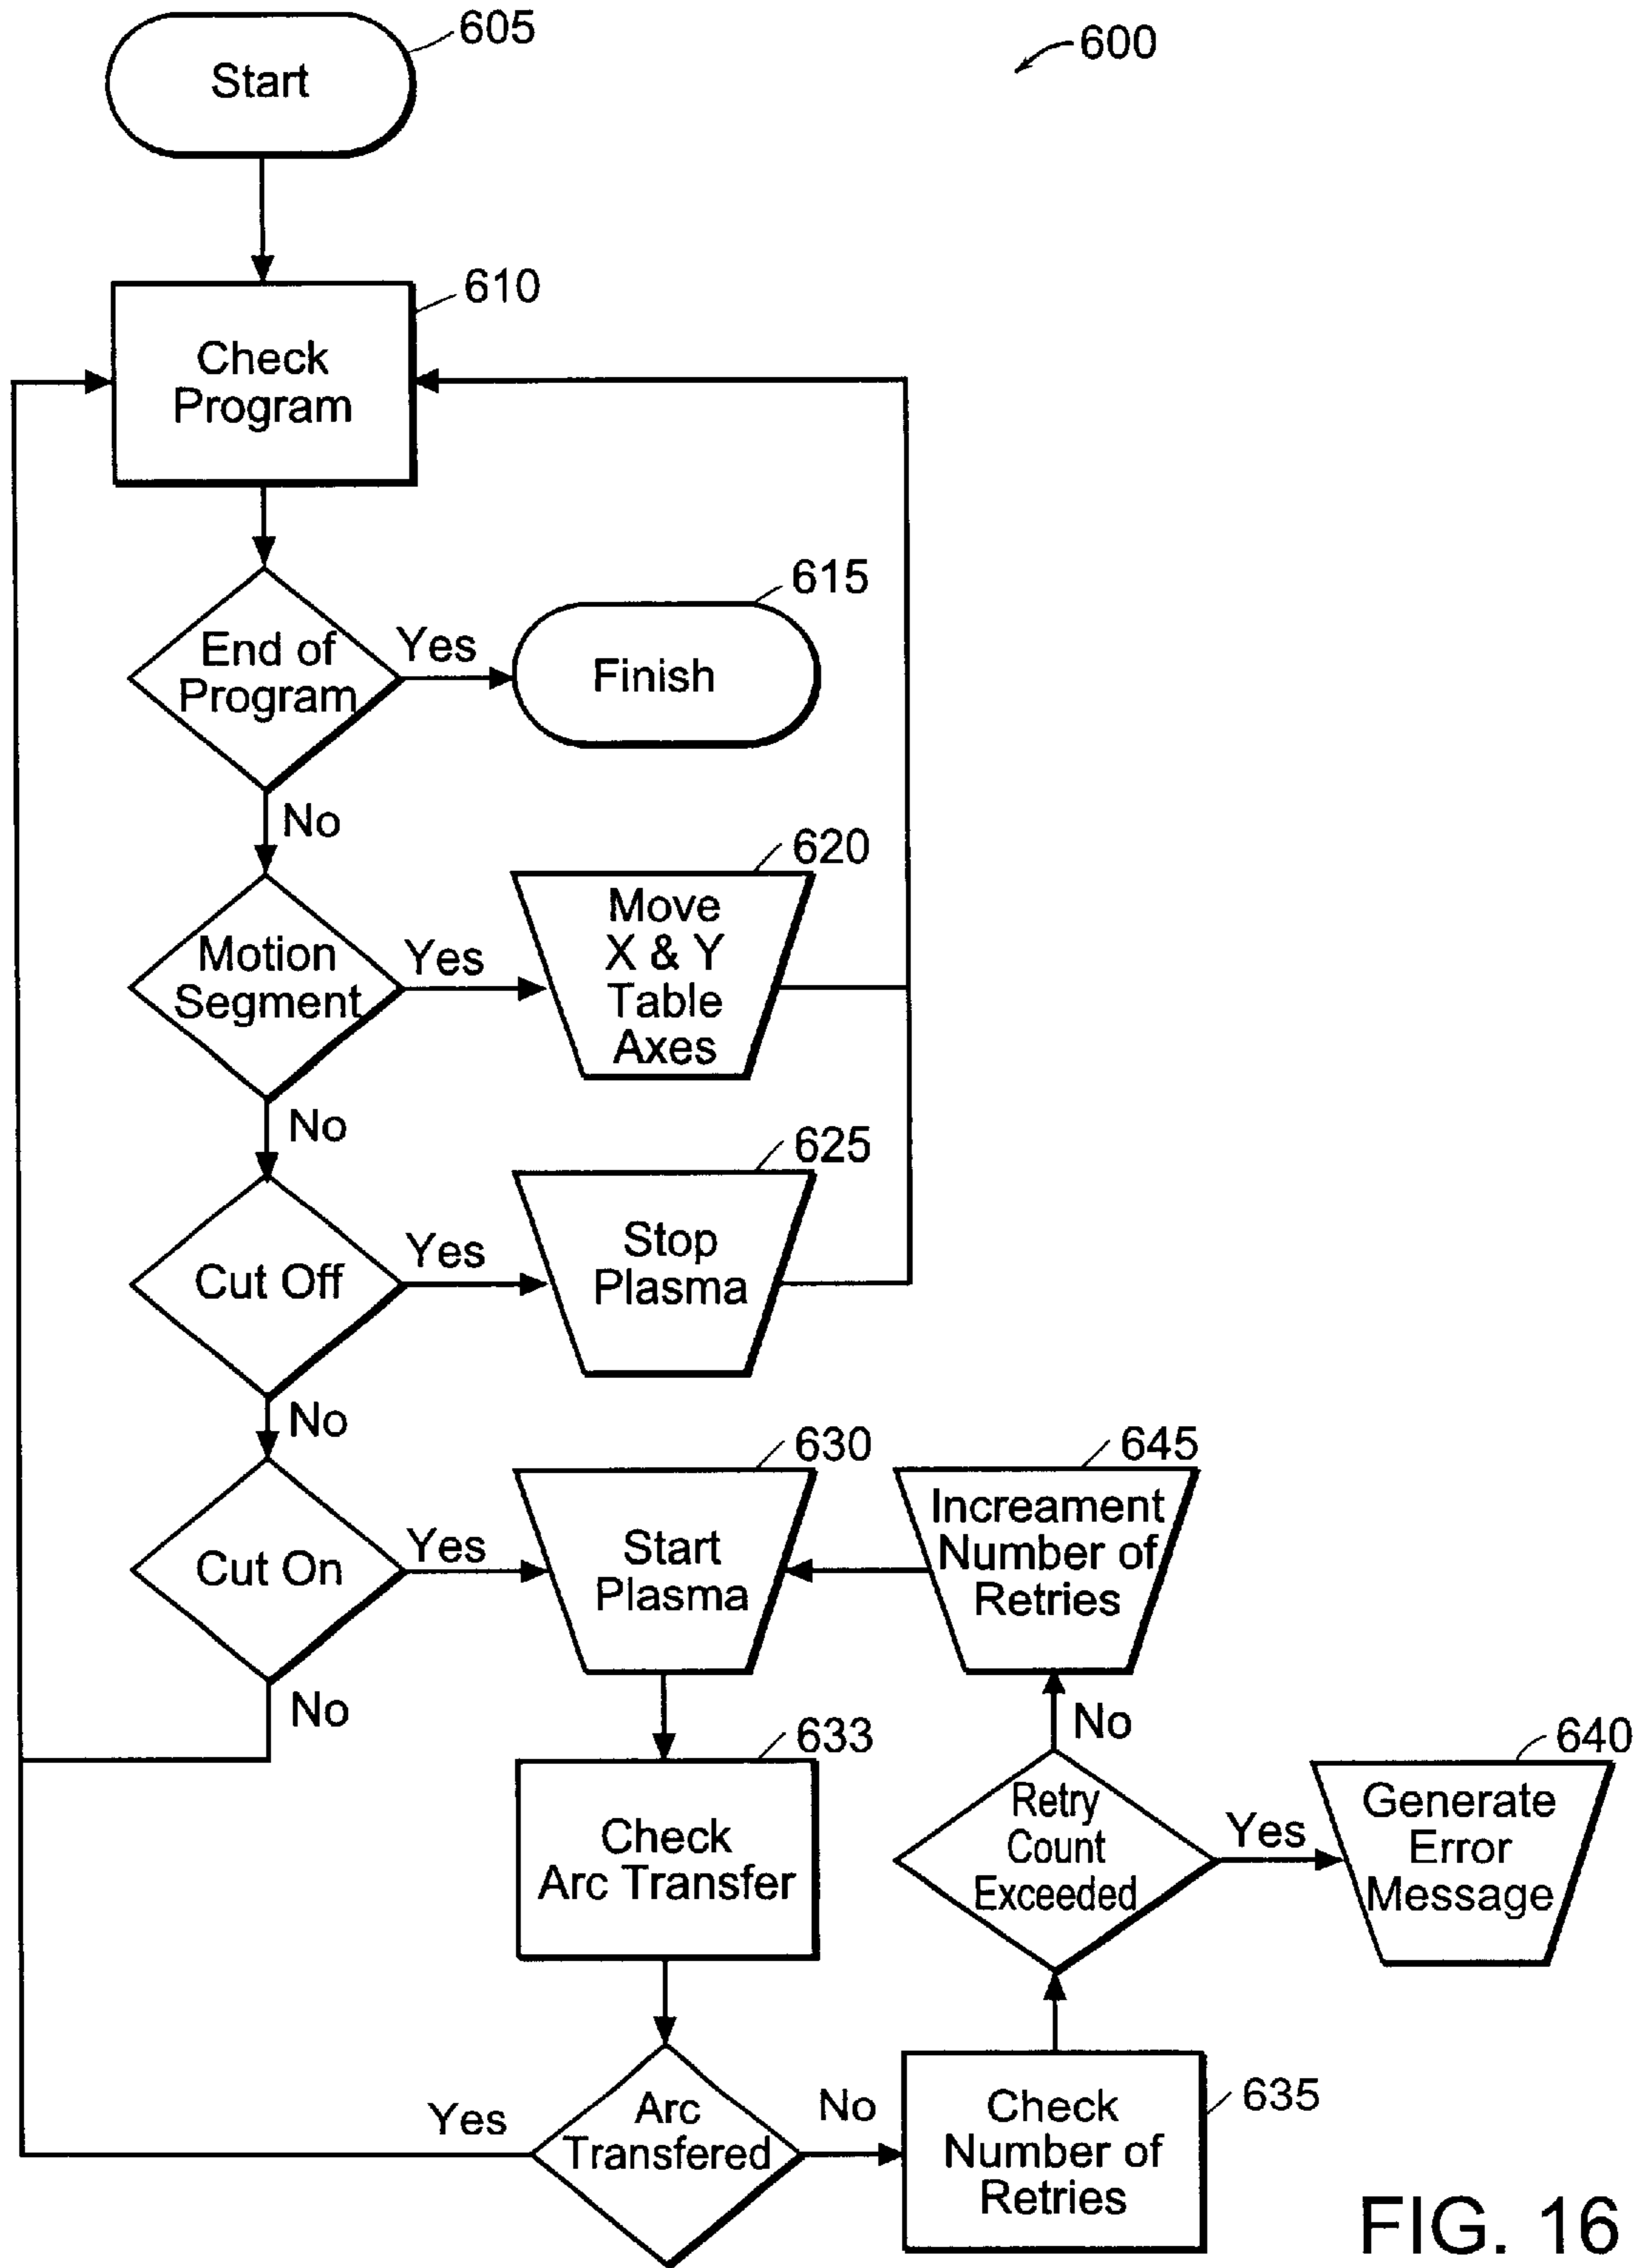 605
600
Start
610
Check
Program
615
End of
Program
Yes
Finish
No
620
Motion
Segment
Yes
Move
X & Y
Table
Axes
No
625
Cut Off
Yes
Stop
Plasma
No
630
645
Cut On
Yes
Start
Plasma
Increament
Number of
Retries
No
633
No
640
Check
Arc Transfer
Retry
Count
Exceeded
Yes
Generate
Error
Message
Yes
Arc
Transfered
No
Check
Number of
Retries
635
FIG. 16